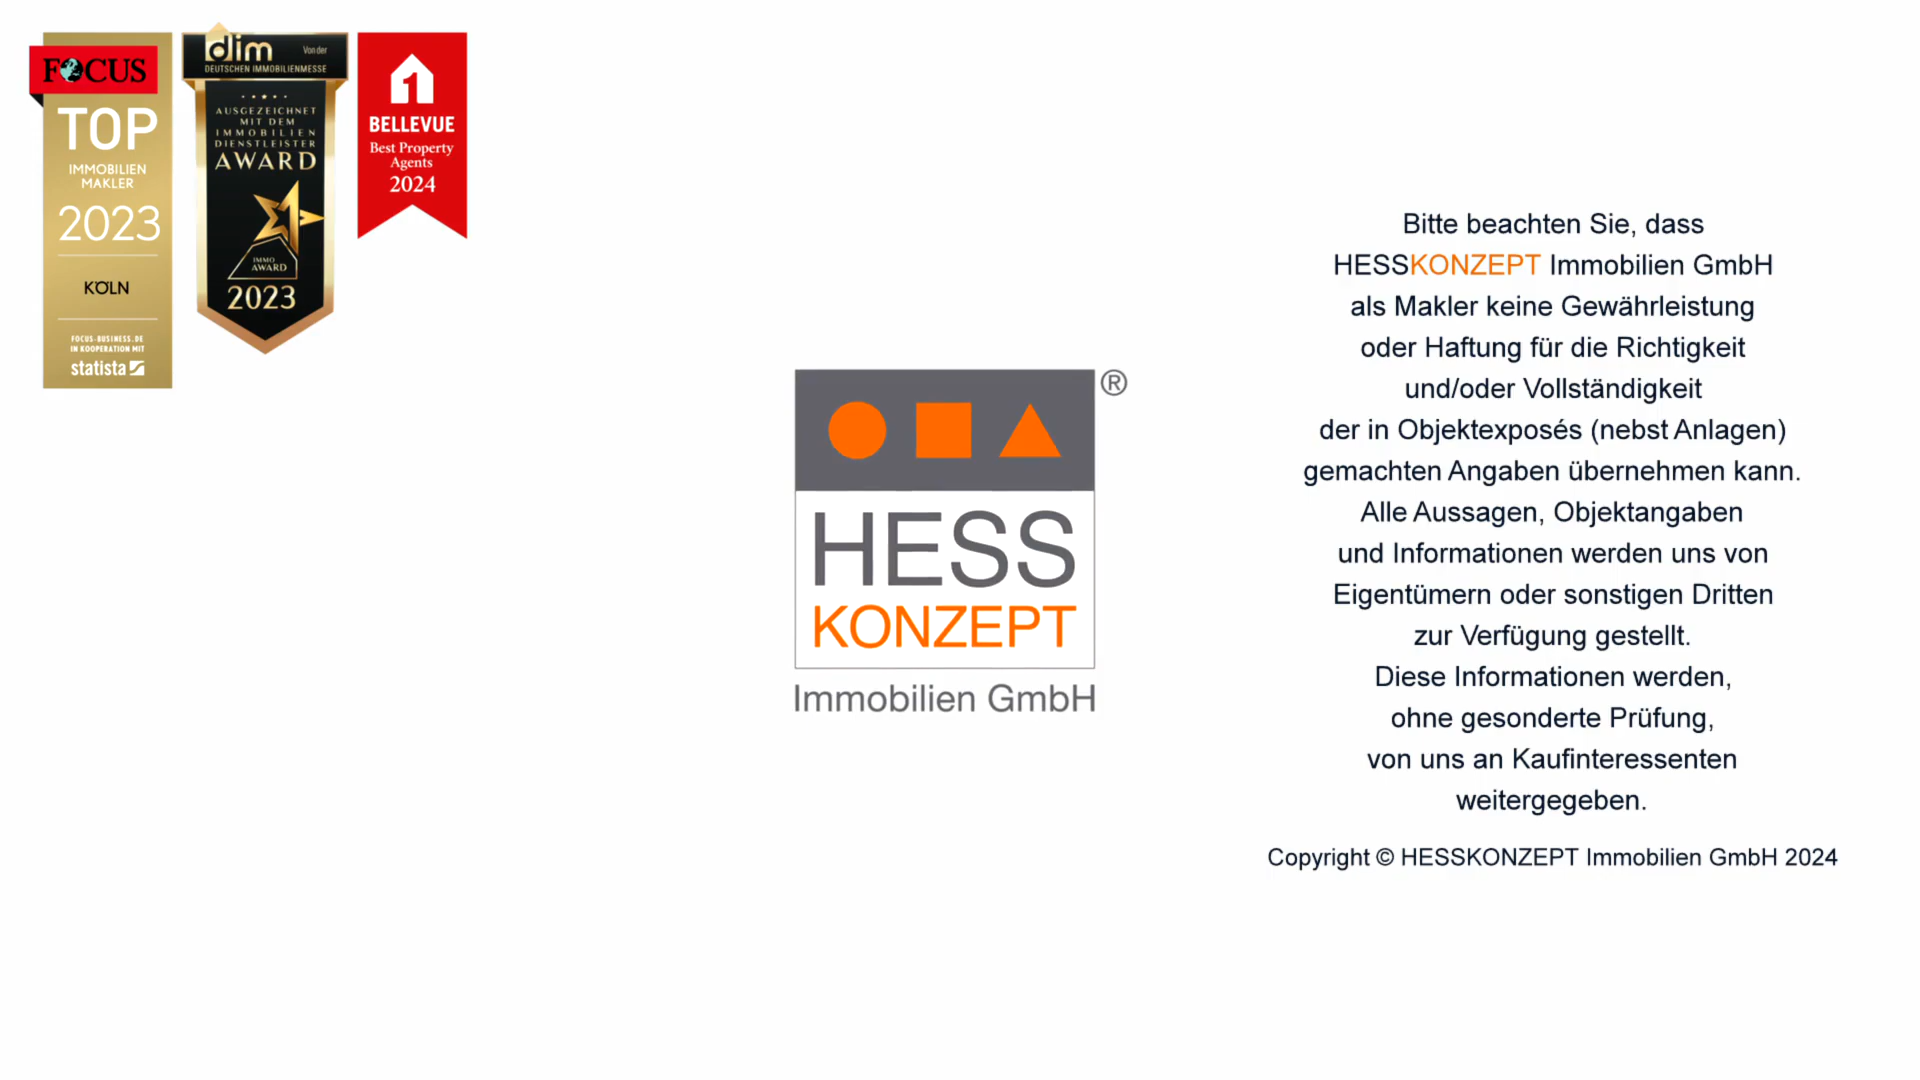 FOCUS
TOP
IMMOBILIEN
MAKLER
2023
KÖLN
FOCUS-BUSINESS.DE
IN KOOPERATION MIT
statista
dim Von der
DEUTSCHEN IMMOBILIENMESSE
AUSGEZEICHNET
MIT DEM
IMMOBILIEN
DIENSTLEISTER
AWARD
IMMO
AWARD
2023
1
BELLEVUE
Best Property
Agents
2024
®
HESS
KONZEPT
Immobilien GmbH
Bitte beachten Sie, dass
HESSKONZEPT Immobilien GmbH
als Makler keine Gewährleistung
oder Haftung für die Richtigkeit
und/oder Vollständigkeit
der in Objektexposés (nebst Anlagen)
gemachten Angaben übernehmen kann.
Alle Aussagen, Objektangaben
und Informationen werden uns von
Eigentümern oder sonstigen Dritten
zur Verfügung gestellt.
Diese Informationen werden,
ohne gesonderte Prüfung,
von uns an Kaufinteressenten
weitergegeben.
Copyright © HESSKONZEPT Immobilien GmbH 2024